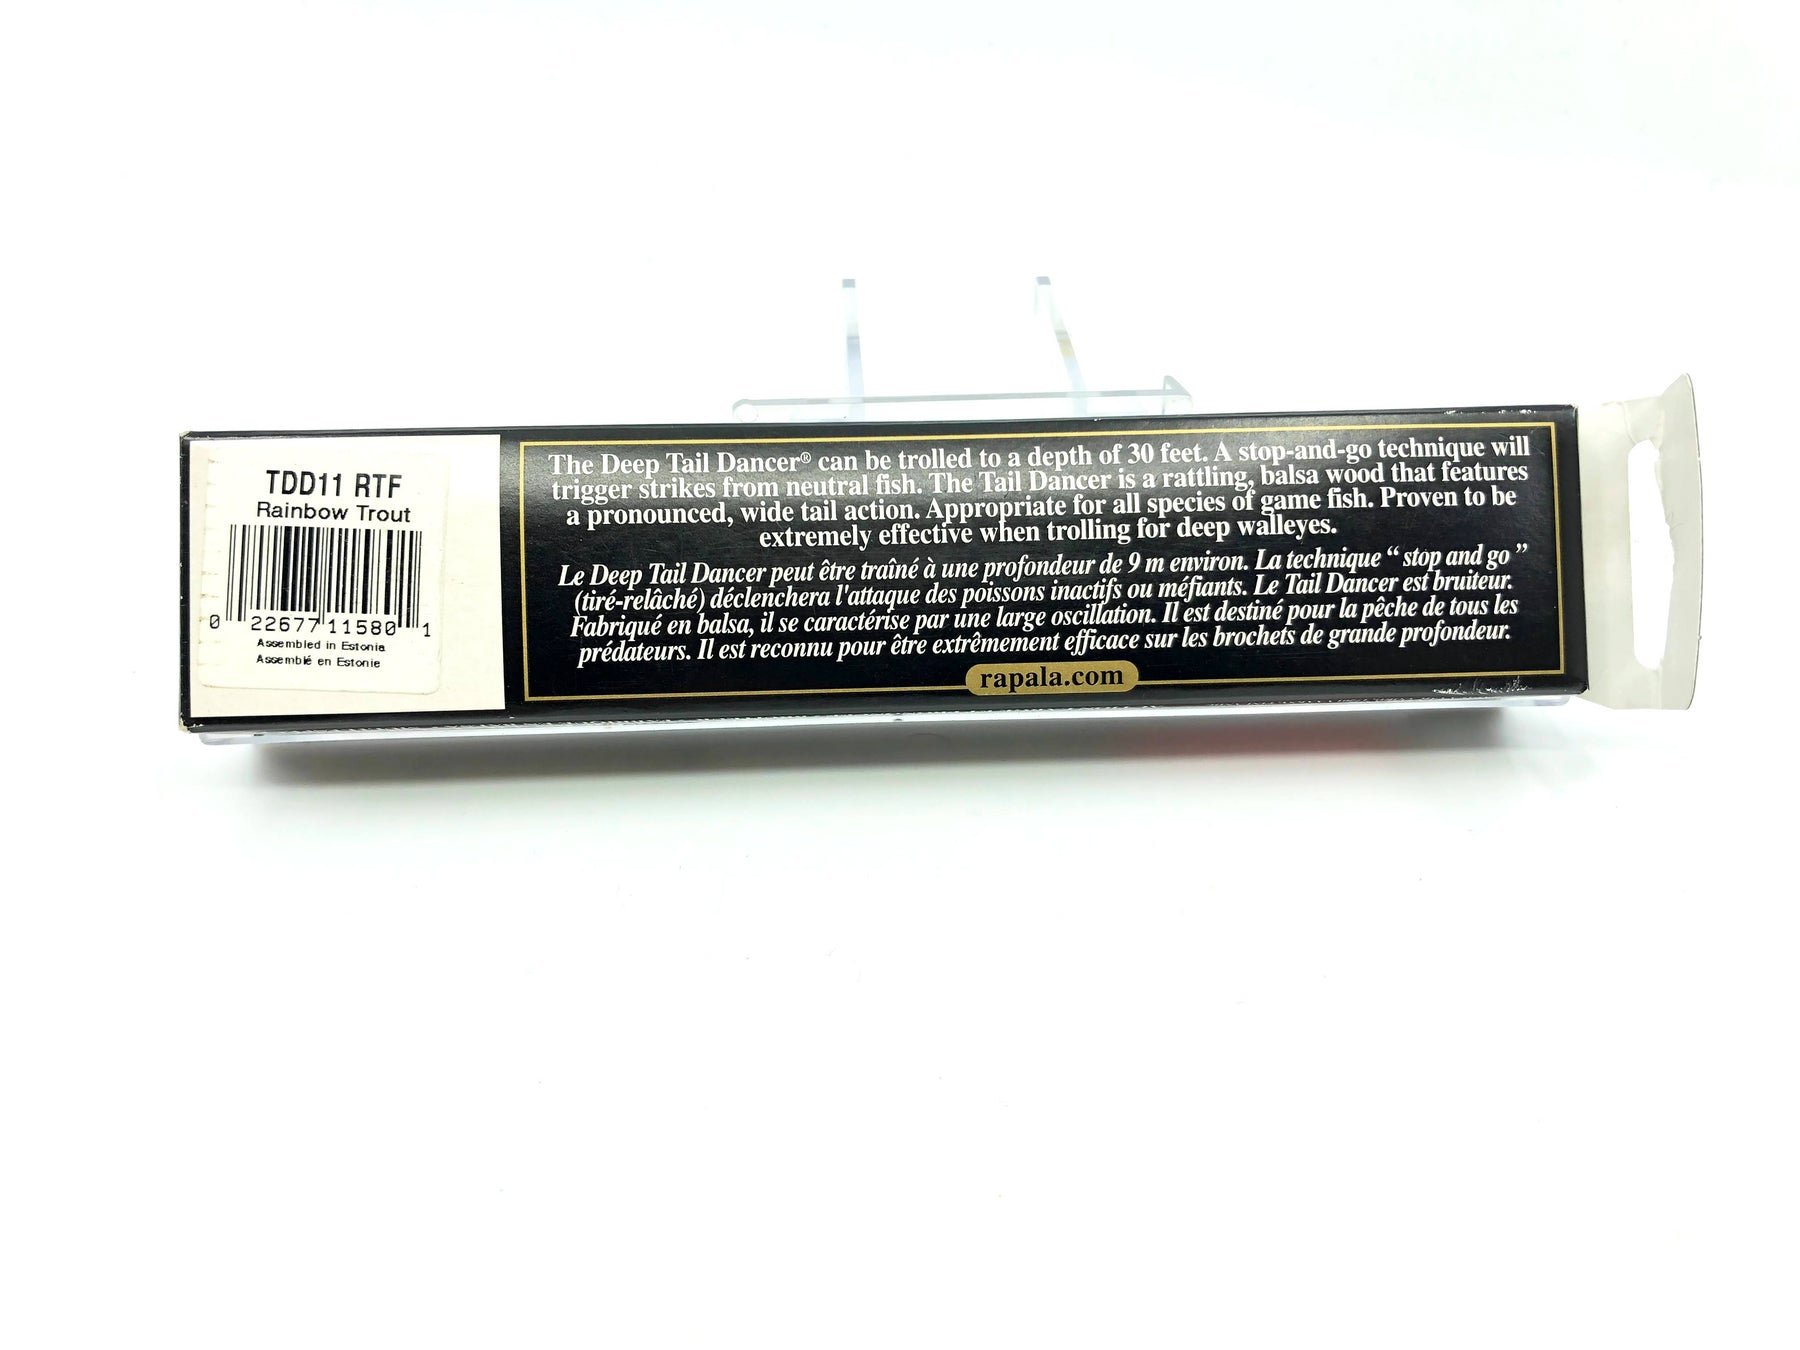 TDD11 RTF
Rainbow Trout
0 22677 11580 1
Assembled in Estonia
Assemblé en Estonie
The Deep Tail Dancer® can be trolled to a depth of 30 feet. A stop-and-go technique will
trigger strikes from neutral fish. The Tail Dancer is a rattling, balsa wood that features
a pronounced, wide tail action. Appropriate for all species of game fish. Proven to be
extremely effective when trolling for deep walleyes.
Le Deep Tail Dancer peut être traîné à une profondeur de 9 m environ. La technique “ stop and go ”
(tiré-relâché) déclenchera l'attaque des poissons inactifs ou méfiants. Le Tail Dancer est bruiteur.
Fabriqué en balsa, il se caractérise par une large oscillation. Il est destiné pour la pêche de tous les
prédateurs. Il est reconnu pour être extrêmement efficace sur les brochets de grande profondeur.
rapala.com